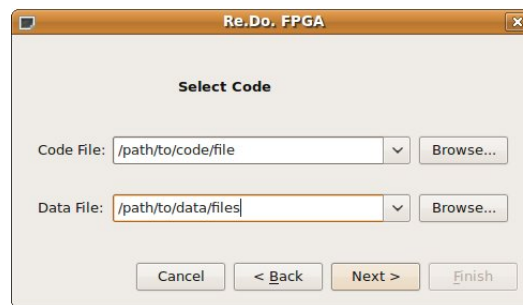 Re.Do. FPGA
Select Code
Code File: /path/to/code/file Browse...
Data File: /path/to/data/files Browse...
Cancel < Back Next > Finish